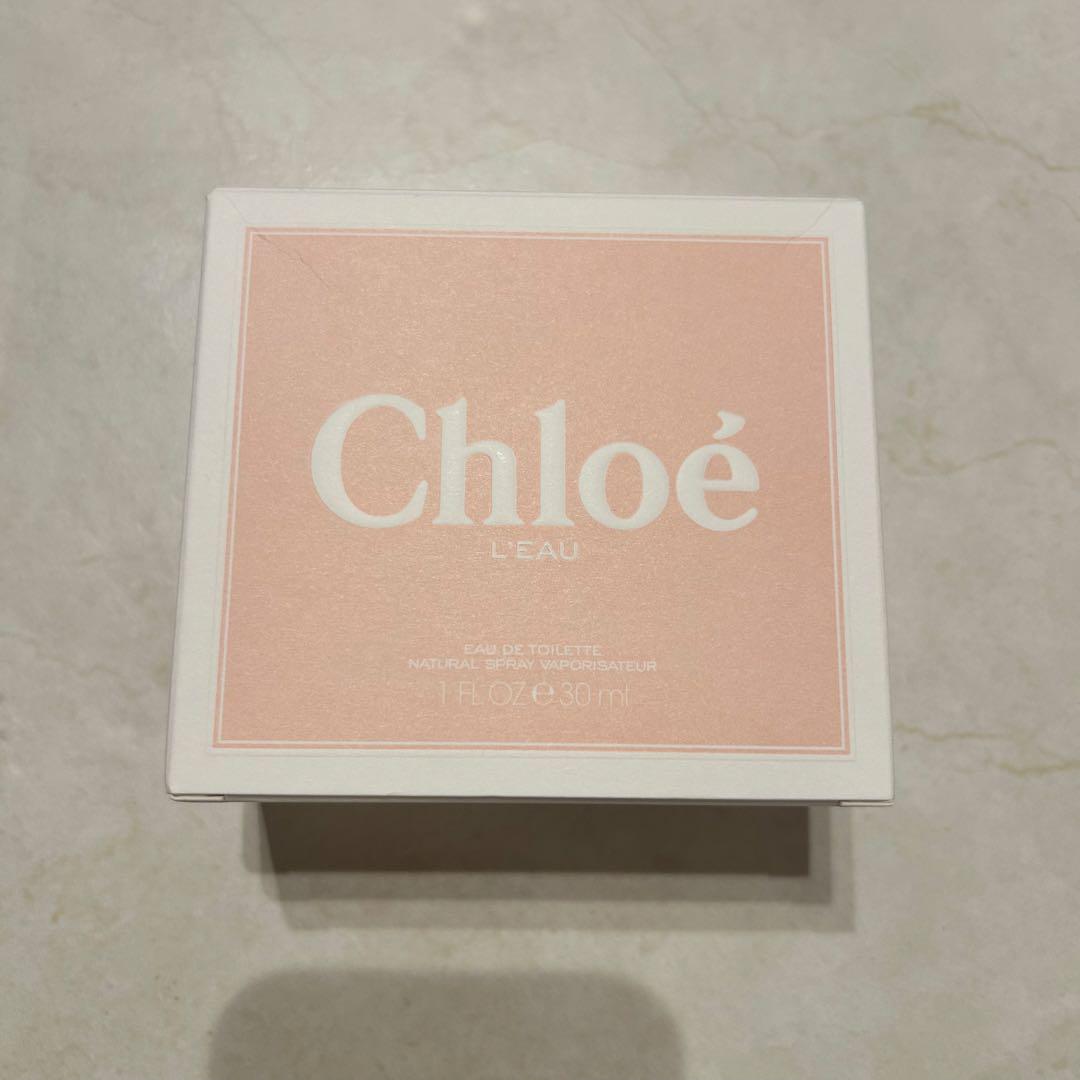 Chloé
L'EAU
EAU DE TOILETTE
NATURAL SPRAY VAPORISATEUR
1 FL OZ ℮ 30 ml